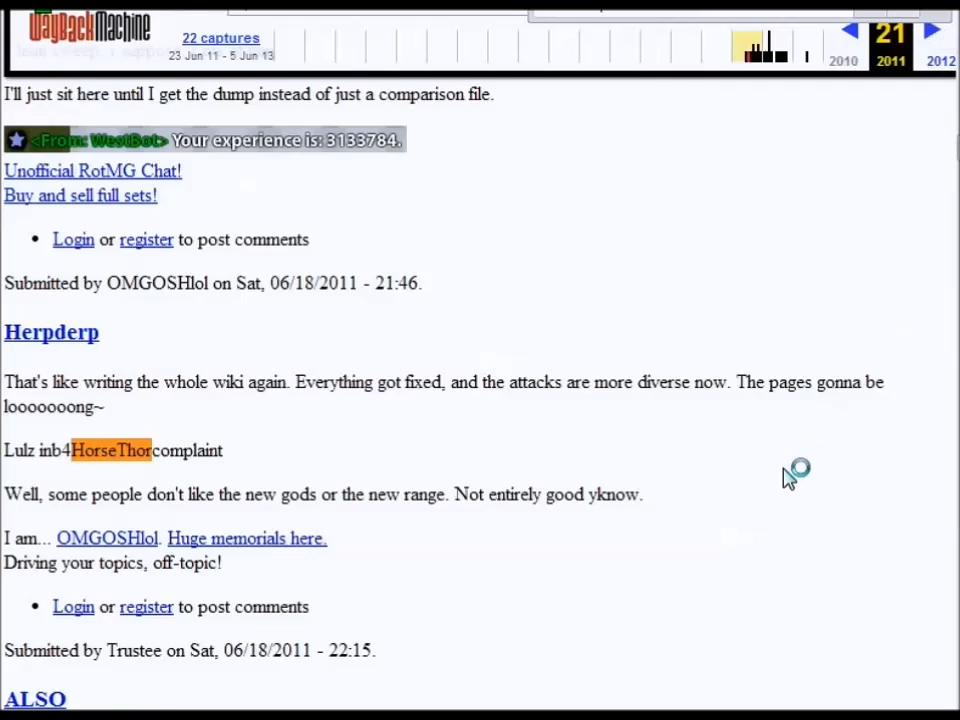 WayBackMachine
22 captures
23 Jun 11 - 5 Jun 13
21
2010 2011 2012
I'll just sit here until I get the dump instead of just a comparison file.
<From: WestBot> Your experience is: 3133784.
Unofficial RotMG Chat!
Buy and sell full sets!
• Login or register to post comments
Submitted by OMGOSHlol on Sat, 06/18/2011 - 21:46.
Herpderp
That's like writing the whole wiki again. Everything got fixed, and the attacks are more diverse now. The pages gonna be
looooooong~
Lulz inb4HorseThorcomplaint
Well, some people don't like the new gods or the new range. Not entirely good yknow.
I am... OMGOSHlol. Huge memorials here.
Driving your topics, off-topic!
• Login or register to post comments
Submitted by Trustee on Sat, 06/18/2011 - 22:15.
ALSO